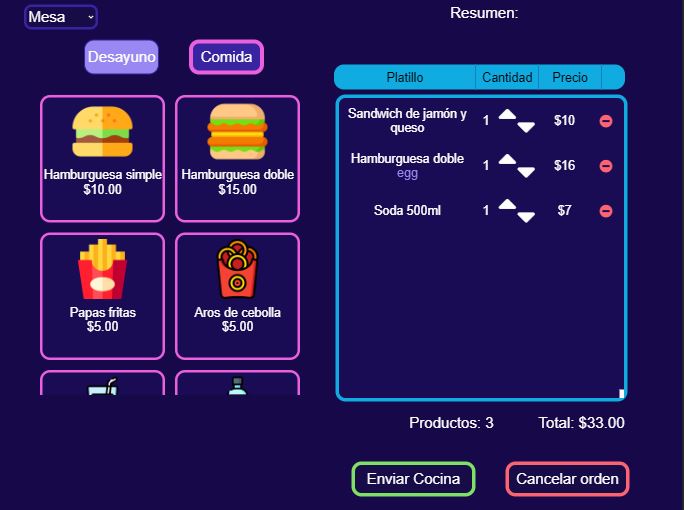 Mesa
Resumen:
Desayuno
Comida
Platillo Cantidad Precio
Hamburguesa simple
$10.00
Hamburguesa doble
$15.00
Papas fritas
$5.00
Aros de cebolla
$5.00
Sandwich de jamón y
queso
1 $10
Hamburguesa doble
egg
1 $16
Soda 500ml 1 $7
Productos: 3 Total: $33.00
Enviar Cocina
Cancelar orden